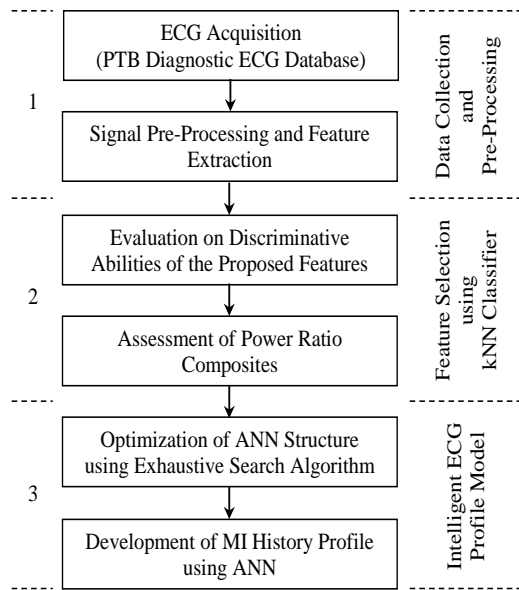 ECG Acquisition
(PTB Diagnostic ECG Database)
1
Signal Pre-Processing and Feature
Extraction
Data Collection
and
Pre-Processing
Evaluation on Discriminative
Abilities of the Proposed Features
2
Assessment of Power Ratio
Composites
Feature Selection
using
kNN Classifier
Optimization of ANN Structure
using Exhaustive Search Algorithm
3
Development of MI History Profile
using ANN
Intelligent ECG
Profile Model